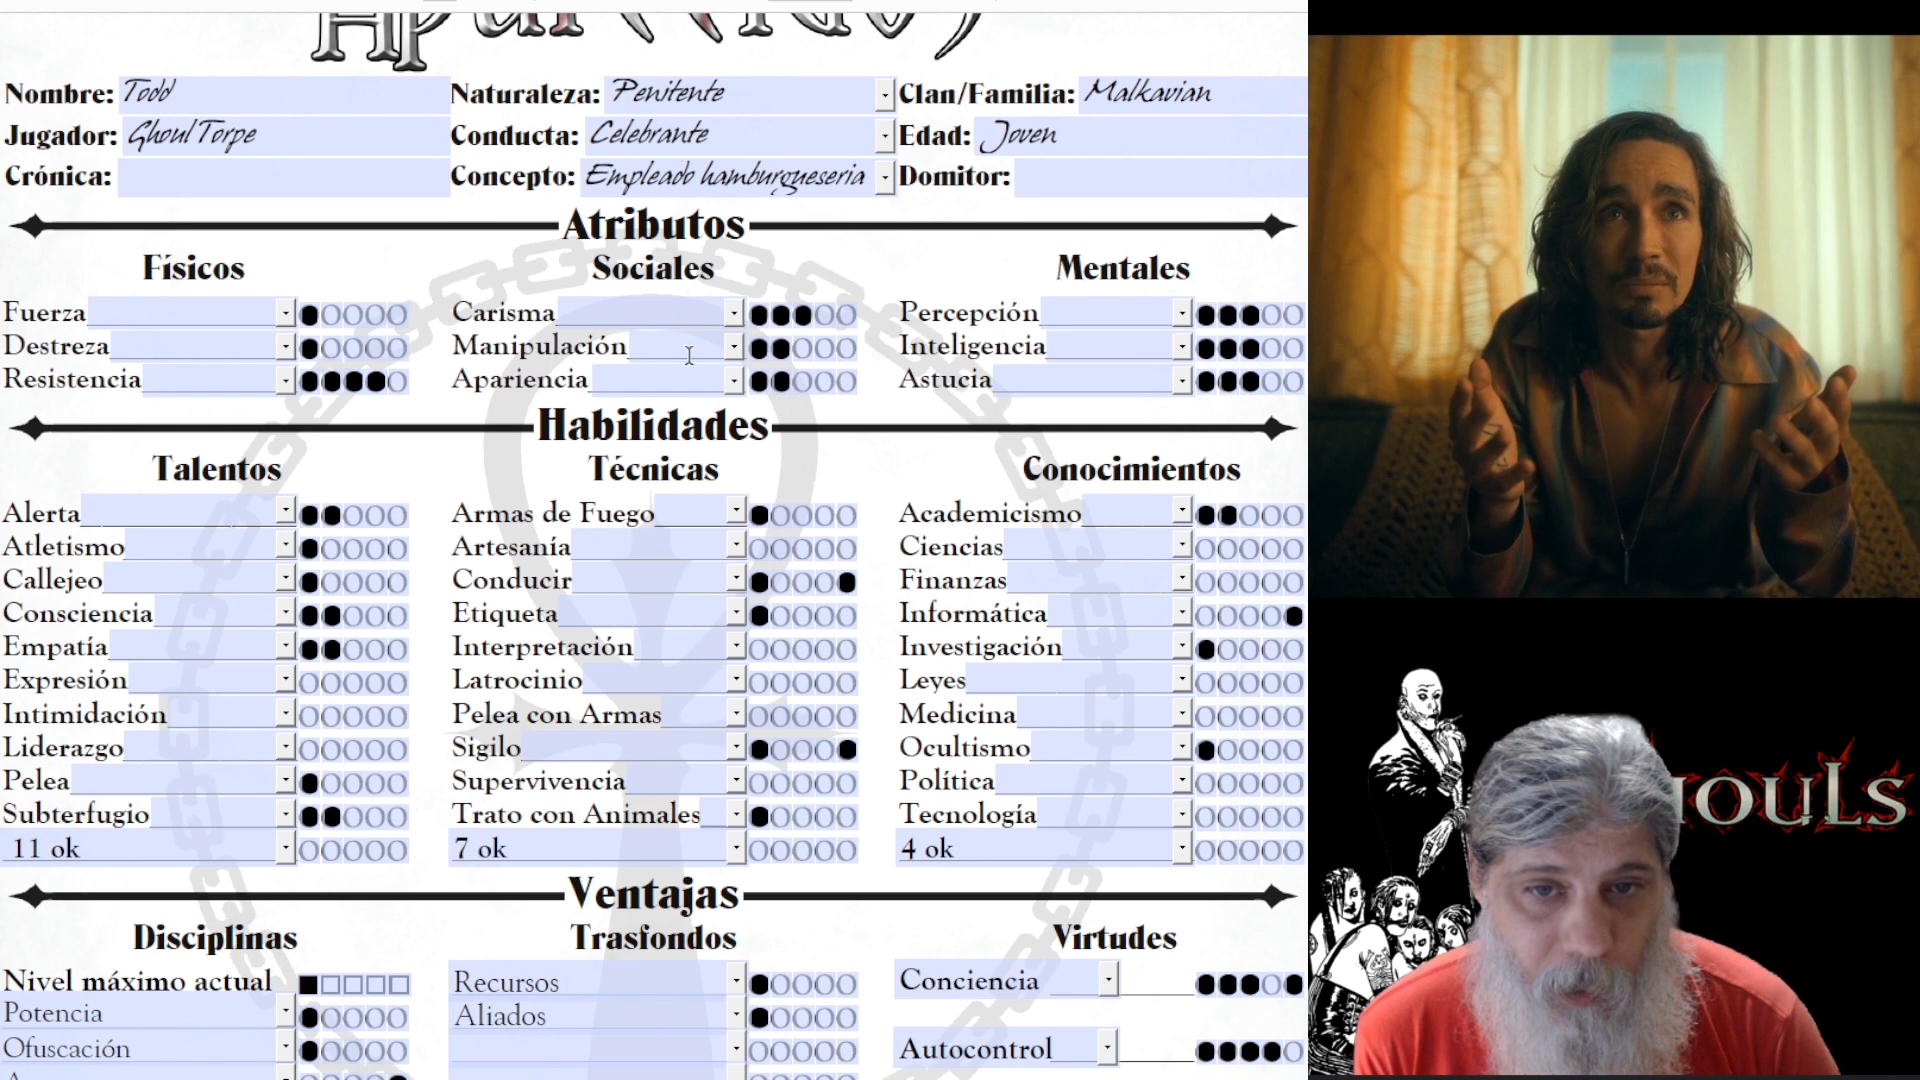 Nombre: Todd Naturaleza: Penitente Clan/Familia: Malkavian
Jugador: Ghoul Torpe Conducta: Celebrante Edad: Joven
Crónica: Concepto: Empleado hamburgueseria Domitor:
Atributos
Físicos Sociales Mentales
Fuerza Carisma Percepción
Destreza Manipulación Inteligencia
Resistencia Apariencia Astucia
Habilidades
Talentos Técnicas Conocimientos
Alerta Armas de Fuego Academicismo
Atletismo Artesanía Ciencias
Callejeo Conducir Finanzas
Consciencia Etiqueta Informática
Empatía Interpretación Investigación
Expresión Latrocinio Leyes
Intimidación Pelea con Armas Medicina
Liderazgo Sigilo Ocultismo
Pelea Supervivencia Política
Subterfugio Trato con Animales Tecnología
11 ok 7 ok 4 ok
Ventajas
Disciplinas Trasfondos Virtudes
Nivel máximo actual Recursos Conciencia
Potencia Aliados
Ofuscación Autocontrol
houls